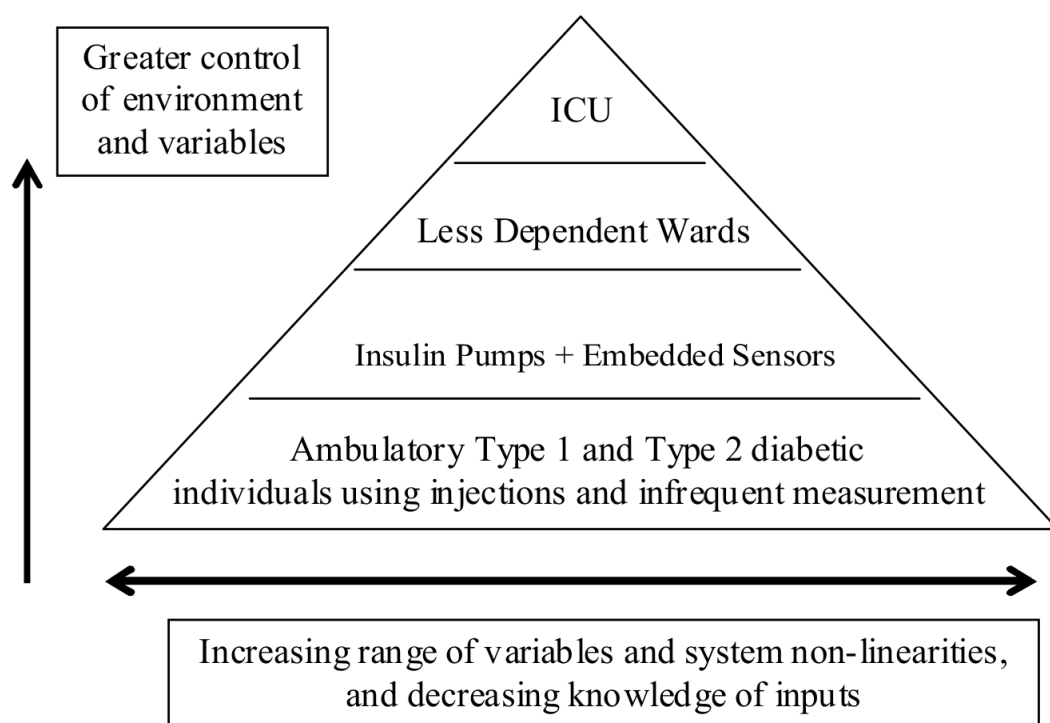 Greater control
of environment
and variables
ICU
Less Dependent Wards
Insulin Pumps + Embedded Sensors
Ambulatory Type 1 and Type 2 diabetic
individuals using injections and infrequent measurement
Increasing range of variables and system non-linearities,
and decreasing knowledge of inputs